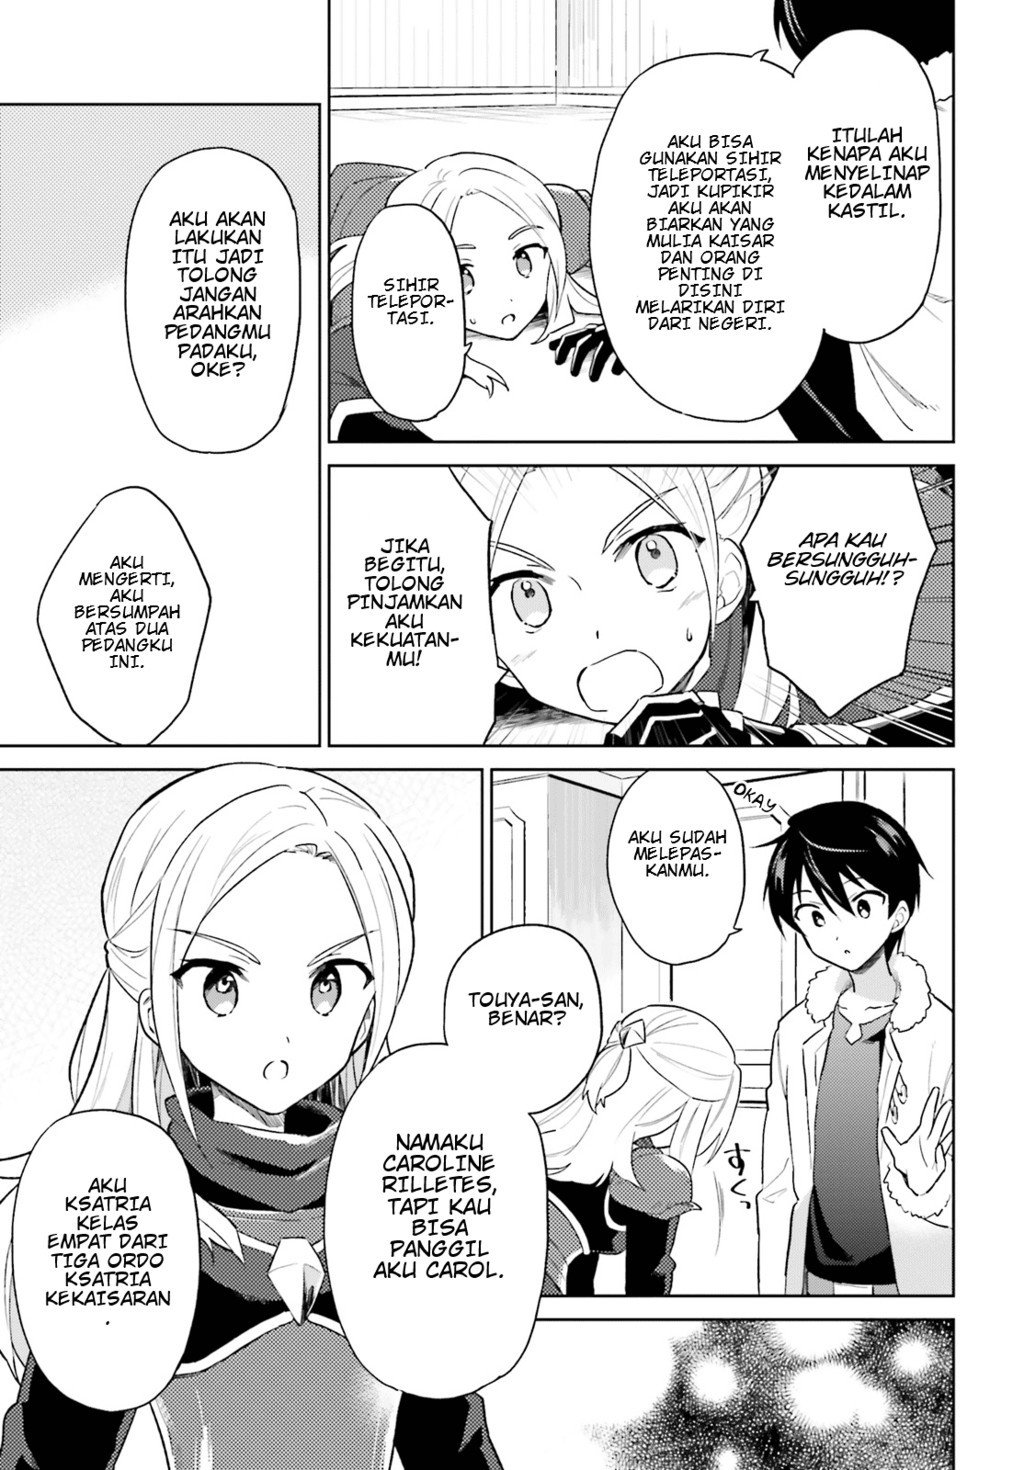 ITULAH
KENAPA AKU
MENYELINAP
KEDALAM
KASTIL.
AKU BISA
GUNAKAN SIHIR
TELEPORTASI,
JADI KUPIKIR
AKU AKAN
BIARKAN YANG
MULIA KAISAR
DAN ORANG
PENTING DI
DISINI
MELARIKAN DIRI
DARI NEGERI.
SIHIR
TELEPOR-
TASI.
APA KAU
BERSUNGGUH-
SUNGGUH!?
JIKA
BEGITU,
TOLONG
PINJAMKAN
AKU
KEKUATAN-
MU!
AKU AKAN
LAKUKAN
ITU JADI
TOLONG
JANGAN
ARAHKAN
PEDANGMU
PADAKU,
OKE?
AKU
MENGERTI,
AKU
BERSUMPAH
ATAS DUA
PEDANGKU
INI.
OKAY
AKU SUDAH
MELEPAS-
KANMU.
すくっ
TOUYA-SAN,
BENAR?
NAMAKU
CAROLINE
RILLETES,
TAPI KAU
BISA
PANGGIL
AKU CAROL.
AKU
KSATRIA
KELAS
EMPAT DARI
TIGA ORDO
KSATRIA
KEKAISARAN
.